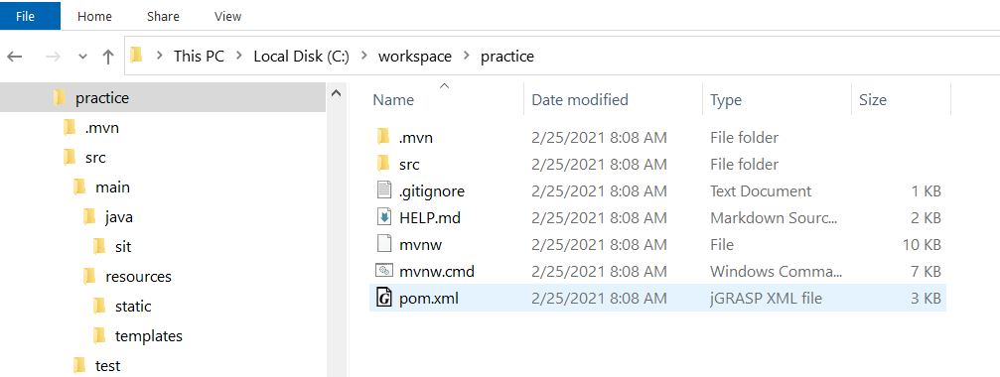 File Home Share View
This PC > Local Disk (C:) > workspace > practice
practice
.mvn
src
main
java
sit
resources
static
templates
test
Name Date modified Type Size
.mvn 2/25/2021 8:08 AM File folder
src 2/25/2021 8:08 AM File folder
.gitignore 2/25/2021 8:08 AM Text Document 1 KB
HELP.md 2/25/2021 8:08 AM Markdown Sourc... 2 KB
mvnw 2/25/2021 8:08 AM File 10 KB
mvnw.cmd 2/25/2021 8:08 AM Windows Comma... 7 KB
pom.xml 2/25/2021 8:08 AM jGRASP XML file 3 KB